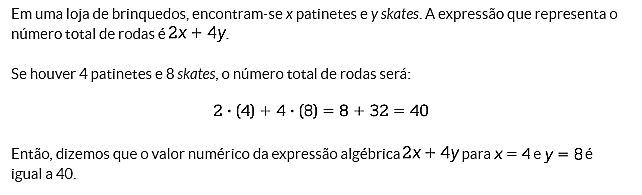 Em uma loja de brinquedos, encontram-se x patinetes e y skates. A expressão que representa o
número total de rodas é 2x + 4y.
Se houver 4 patinetes e 8 skates, o número total de rodas será:
2 · (4) + 4 · (8) = 8 + 32 = 40
Então, dizemos que o valor numérico da expressão algébrica 2x + 4y para x = 4 e y = 8 é
igual a 40.